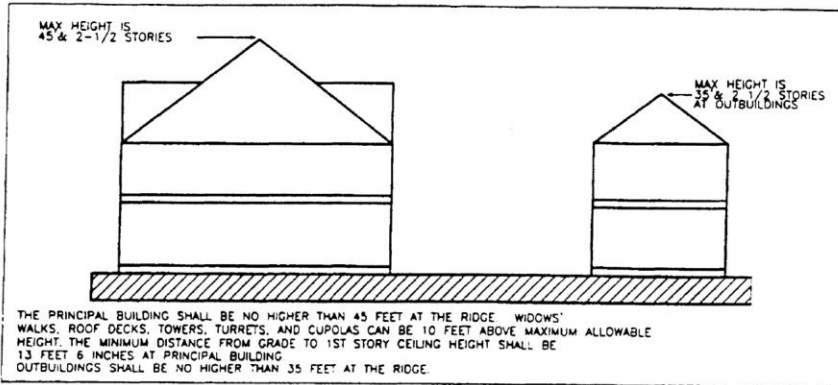 MAX HEIGHT IS
45'& 2-1/2 STORIES
MAX HEIGHT IS
35'& 2 1/2 STORIES
AT OUTBUILDINGS
THE PRINCIPAL BUILDING SHALL BE NO HIGHER THAN 45 FEET AT THE RIDGE. WIDOWS'
WALKS, ROOF DECKS, TOWERS, TURRETS, AND CUPOLAS CAN BE 10 FEET ABOVE MAXIMUM ALLOWABLE
HEIGHT. THE MINIMUM DISTANCE FROM GRADE TO 1ST STORY CEILING HEIGHT SHALL BE
13 FEET 6 INCHES AT PRINCIPAL BUILDING
OUTBUILDINGS SHALL BE NO HIGHER THAN 35 FEET AT THE RIDGE.